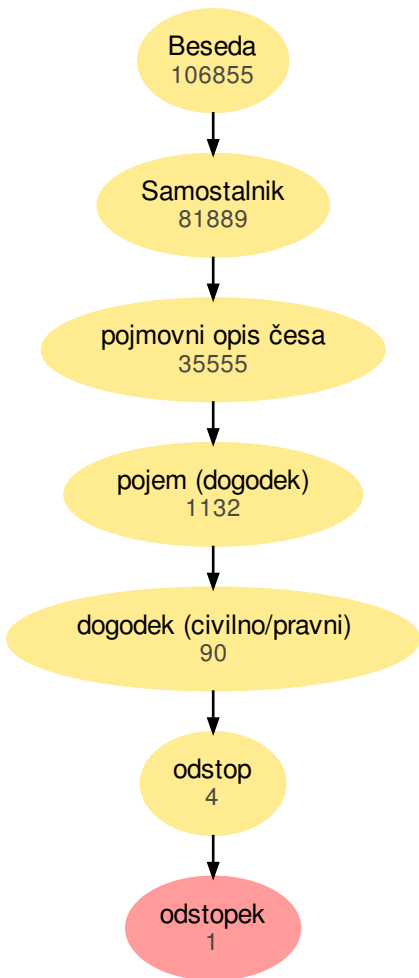 Beseda
106855
Samostalnik
81889
pojmovni opis česa
35555
pojem (dogodek)
1132
dogodek (civilno/pravni)
90
odstop
4
odstopek
1